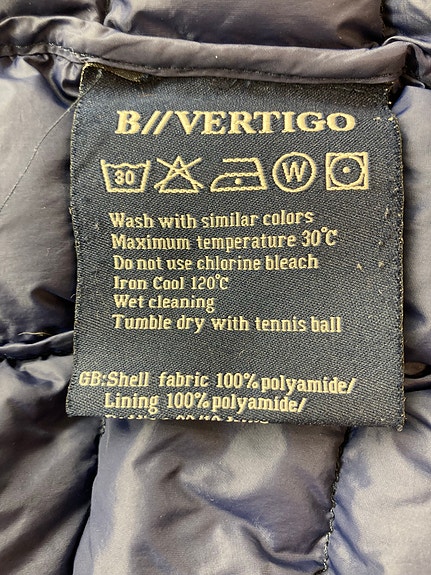 B//VERTIGO
30 W
Wash with similar colors
Maximum temperature 30°C
Do not use chlorine bleach
Iron Cool 120°C
Wet cleaning
Tumble dry with tennis ball
GB:Shell fabric 100% polyamide/
Lining 100% polyamide/